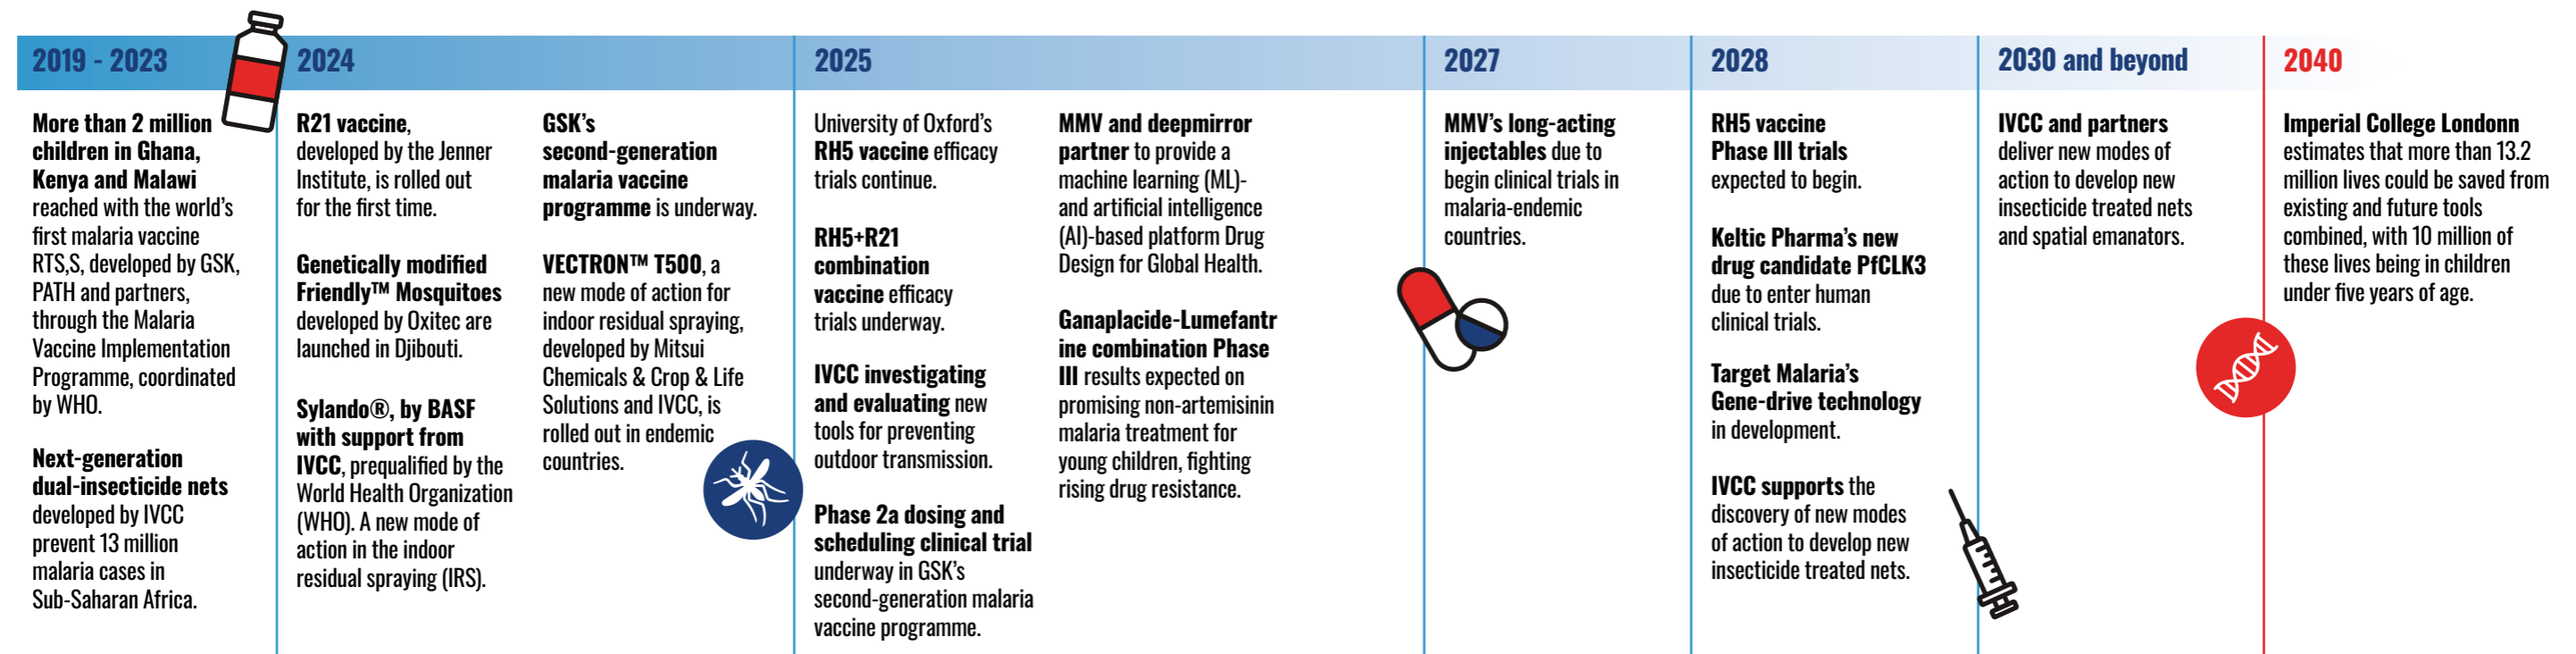 2019 - 2023
More than 2 million
children in Ghana,
Kenya and Malawi
reached with the world’s
first malaria vaccine
RTS,S, developed by GSK,
PATH and partners,
through the Malaria
Vaccine Implementation
Programme, coordinated
by WHO.
Next-generation
dual-insecticide nets
developed by IVCC
prevent 13 million
malaria cases in
Sub-Saharan Africa.
2024
R21 vaccine,
developed by the Jenner
Institute, is rolled out
for the first time.
Genetically modified
Friendly™ Mosquitoes
developed by Oxitec are
launched in Djibouti.
Sylando®, by BASF
with support from
IVCC, prequalified by the
World Health Organization
(WHO). A new mode of
action in the indoor
residual spraying (IRS).
GSK’s
second-generation
malaria vaccine
programme is underway.
VECTRON™ T500, a
new mode of action for
indoor residual spraying,
developed by Mitsui
Chemicals & Crop & Life
Solutions and IVCC, is
rolled out in endemic
countries.
2025
University of Oxford’s
RH5 vaccine efficacy
trials continue.
RH5+R21
combination
vaccine efficacy
trials underway.
IVCC investigating
and evaluating new
tools for preventing
outdoor transmission.
Phase 2a dosing and
scheduling clinical trial
underway in GSK’s
second-generation malaria
vaccine programme.
MMV and deepmirror
partner to provide a
machine learning (ML)-
and artificial intelligence
(AI)-based platform Drug
Design for Global Health.
Ganaplacide-Lumefantr
ine combination Phase
III results expected on
promising non-artemisinin
malaria treatment for
young children, fighting
rising drug resistance.
2027
MMV’s long-acting
injectables due to
begin clinical trials in
malaria-endemic
countries.
2028
RH5 vaccine
Phase III trials
expected to begin.
Keltic Pharma’s new
drug candidate PfCLK3
due to enter human
clinical trials.
Target Malaria’s
Gene-drive technology
in development.
IVCC supports the
discovery of new modes
of action to develop new
insecticide treated nets.
2030 and beyond
IVCC and partners
deliver new modes of
action to develop new
insecticide treated nets
and spatial emanators.
2040
Imperial College Londonn
estimates that more than 13.2
million lives could be saved from
existing and future tools
combined, with 10 million of
these lives being in children
under five years of age.